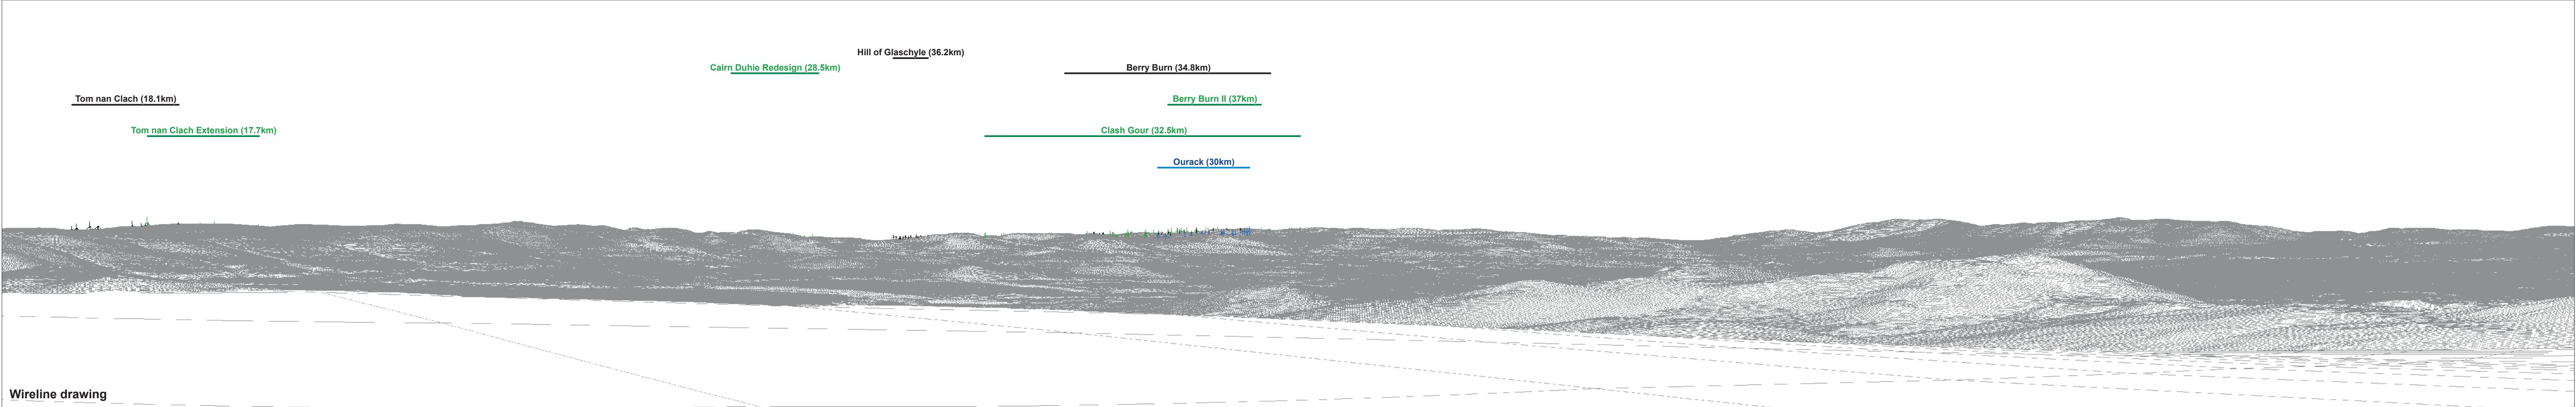 Hill of Glaschyle (36.2km)
Cairn Duhie Redesign (28.5km)
Berry Burn (34.8km)
Tom nan Clach (18.1km)
Berry Burn II (37km)
Tom nan Clach Extension (17.7km)
Clash Gour (32.5km)
Ourack (30km)
Wireline drawing